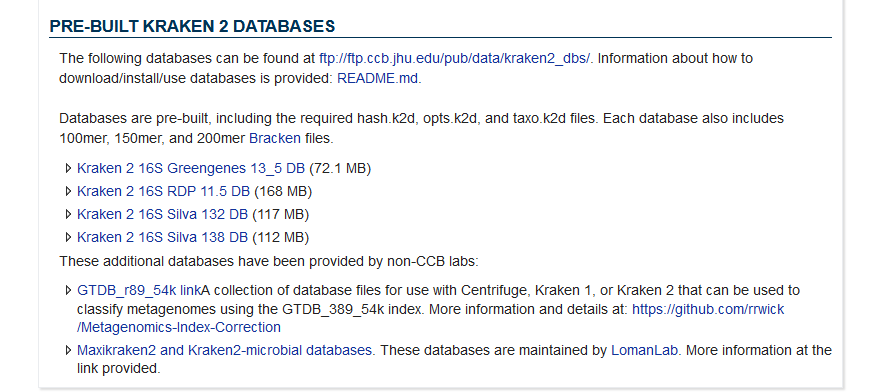 PRE-BUILT KRAKEN 2 DATABASES
The following databases can be found at ftp://ftp.ccb.jhu.edu/pub/data/kraken2_dbs/. Information about how to
download/install/use databases is provided: README.md.
Databases are pre-built, including the required hash.k2d, opts.k2d, and taxo.k2d files. Each database also includes
100mer, 150mer, and 200mer Bracken files.
Kraken 2 16S Greengenes 13_5 DB (72.1 MB)
Kraken 2 16S RDP 11.5 DB (168 MB)
Kraken 2 16S Silva 132 DB (117 MB)
Kraken 2 16S Silva 138 DB (112 MB)
These additional databases have been provided by non-CCB labs:
GTDB_r89_54k linkA collection of database files for use with Centrifuge, Kraken 1, or Kraken 2 that can be used to
classify metagenomes using the GTDB_389_54k index. More information and details at: https://github.com/rrwick
/Metagenomics-Index-Correction
Maxikraken2 and Kraken2-microbial databases. These databases are maintained by LomanLab. More information at the
link provided.